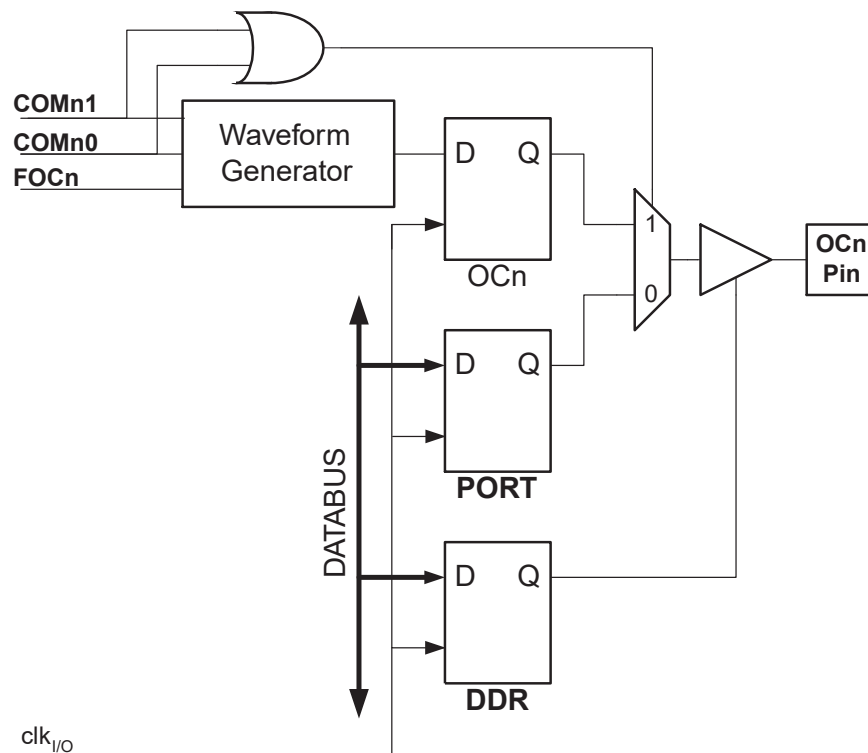 COMn1
COMn0
FOCn
Waveform
Generator
D Q
OCn
1
0
OCn
Pin
D Q
PORT
DATABUS
D Q
DDR
clkI/O